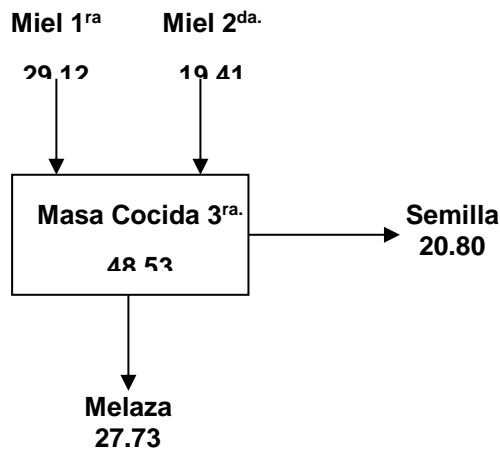 Miel 1ra Miel 2da.
29.12 19.41
Masa Cocida 3ra.
48.53
Semilla
20.80
Melaza
27.73